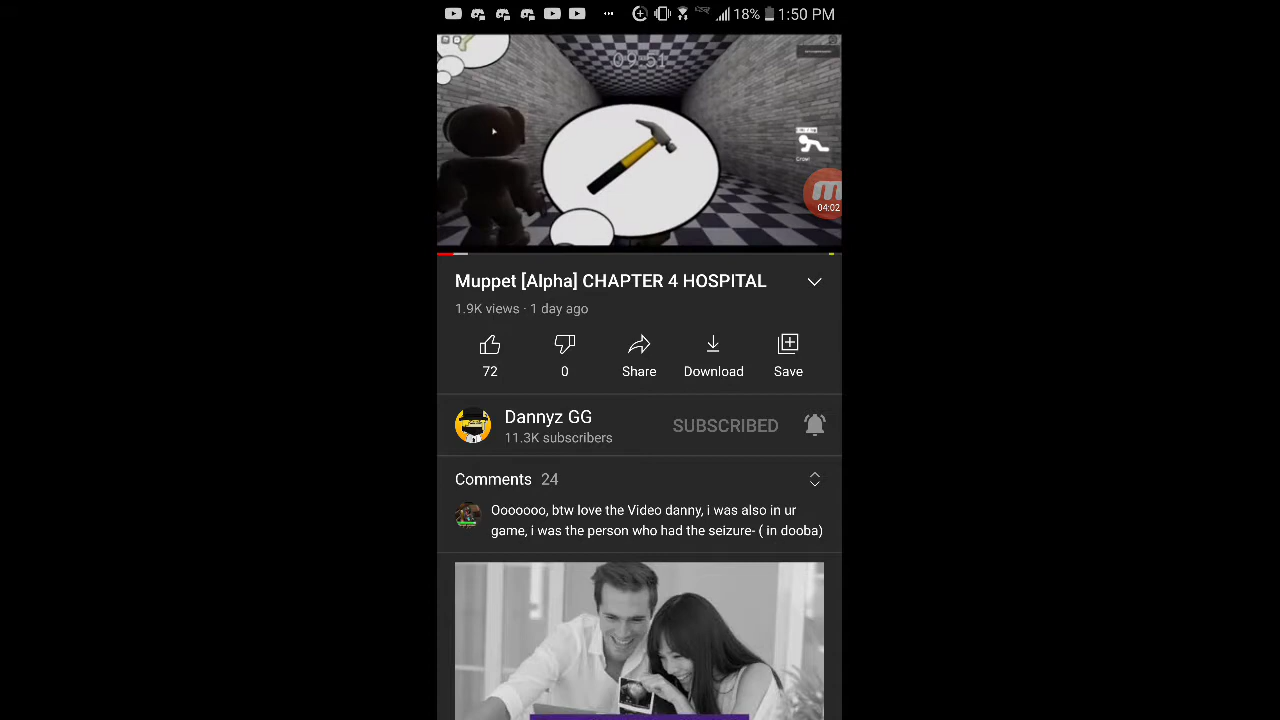 18% 1:50 PM
09:51
Crawl
04:02
Muppet [Alpha] CHAPTER 4 HOSPITAL
1.9K views · 1 day ago
72 0 Share Download Save
Dannyz GG
11.3K subscribers
SUBSCRIBED
Comments 24
Ooooooo, btw love the Video danny, i was also in ur
game, i was the person who had the seizure- ( in dooba)